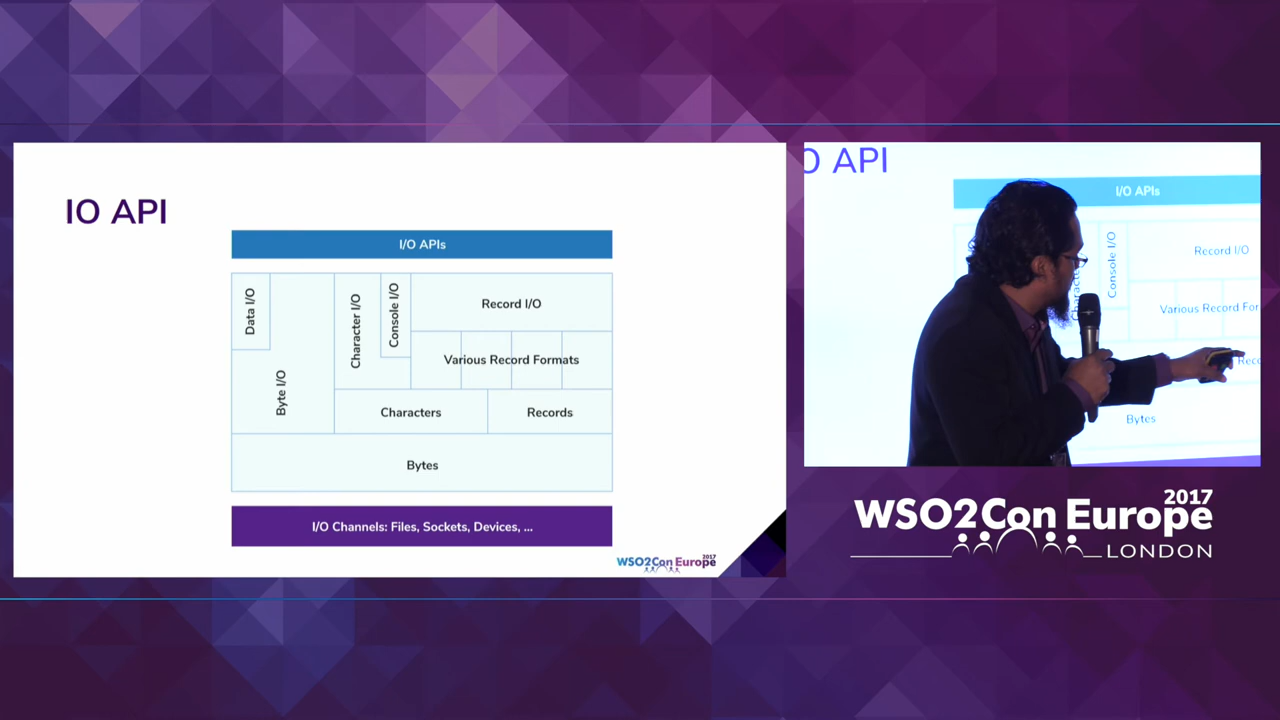 IO API
I/O APIs
Data I/O
Byte I/O
Character I/O
Console I/O
Record I/O
Various Record Formats
Characters
Records
Bytes
I/O Channels: Files, Sockets, Devices, ...
WSO2Con Europe 2017
O API
I/O APIs
Console I/O
Record I/O
Various Record For
Bytes
2017
WSO2Con Europe
LONDON